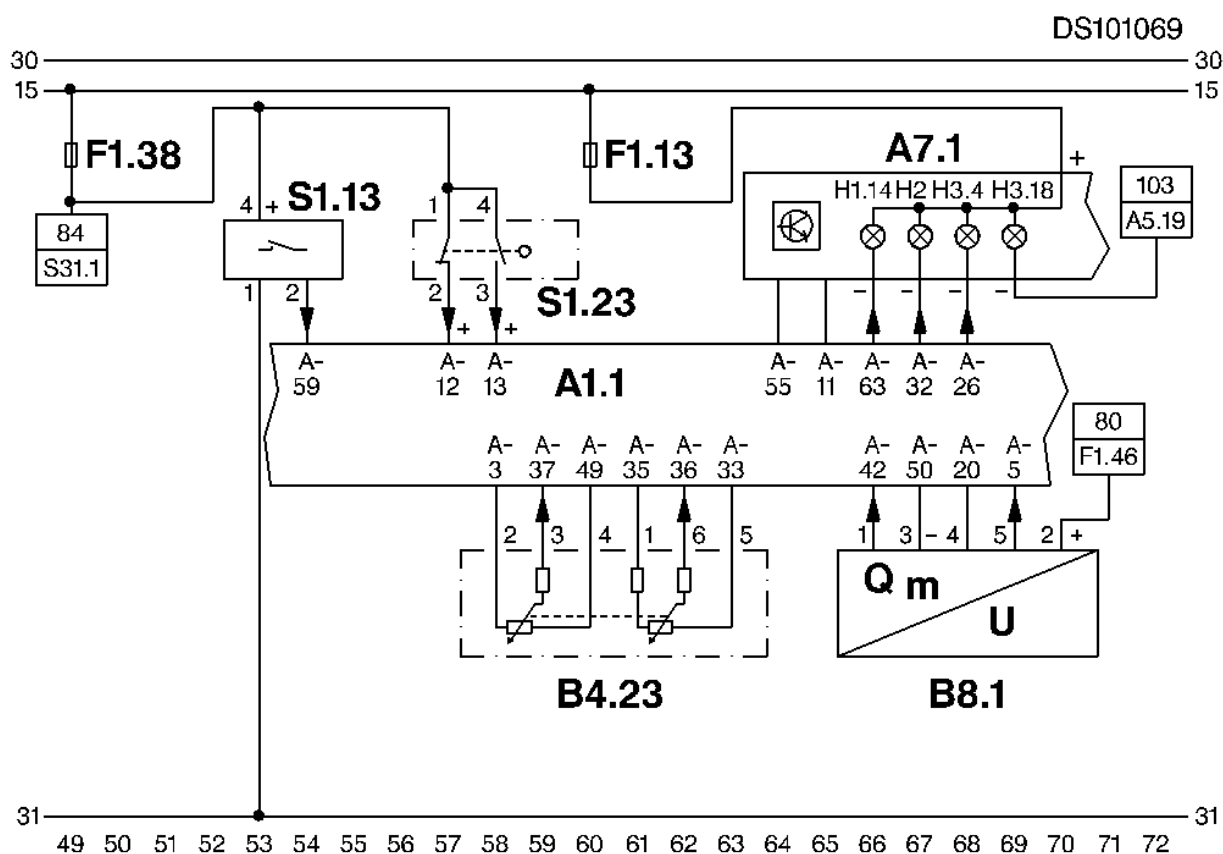 DS101069
30 30
15 15
F1.38
F1.13
A7.1
+
S1.13
H1.14 H2 H3.4 H3.18
103
A5.19
4 +
1 4
84
S31.1
1 2
2 3
S1.23
- - - -
+ +
A- A- A- A- A- A- A- A-
59 12 13 55 11 63 32 26
A1.1
80
F1.46
A- A- A- A- A- A- A- A- A- A-
3 37 49 35 36 33 42 50 20 5
2 3 4 1 6 5 1 3 - 4 5 2 +
Q m
U
B4.23
B8.1
31 31
49 50 51 52 53 54 55 56 57 58 59 60 61 62 63 64 65 66 67 68 69 70 71 72